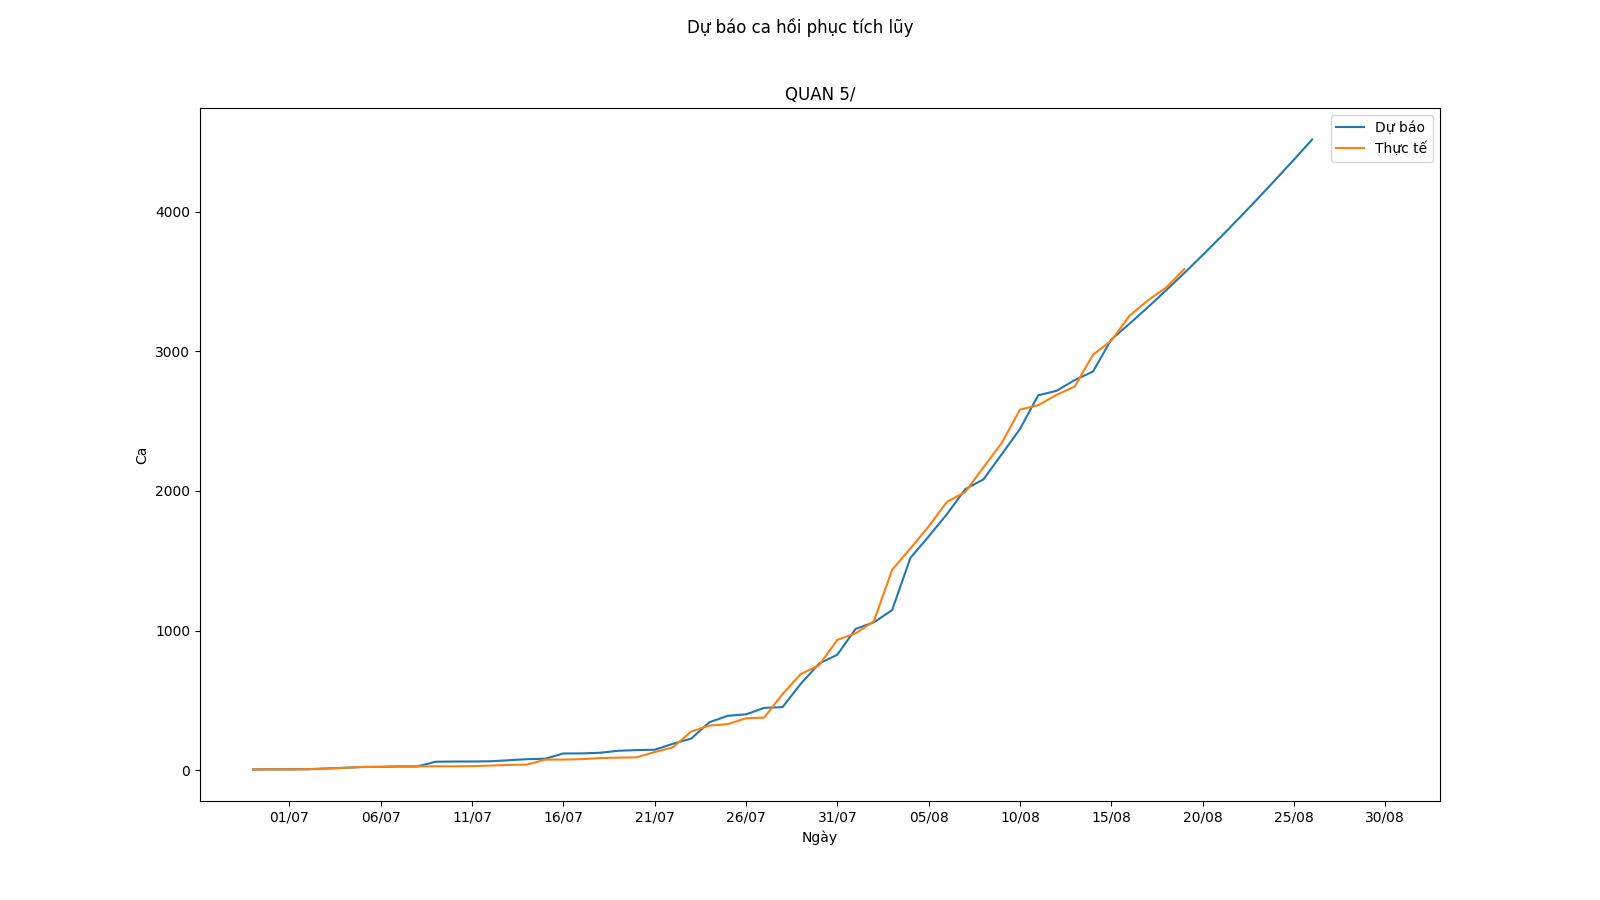 Dự báo ca hồi phục tích lũy
QUAN 5/
Dự báo
Thực tế
4000
3000
2000
1000
0
Ca
01/07 06/07 11/07 16/07 21/07 26/07 31/07 05/08 10/08 15/08 20/08 25/08 30/08
Ngày